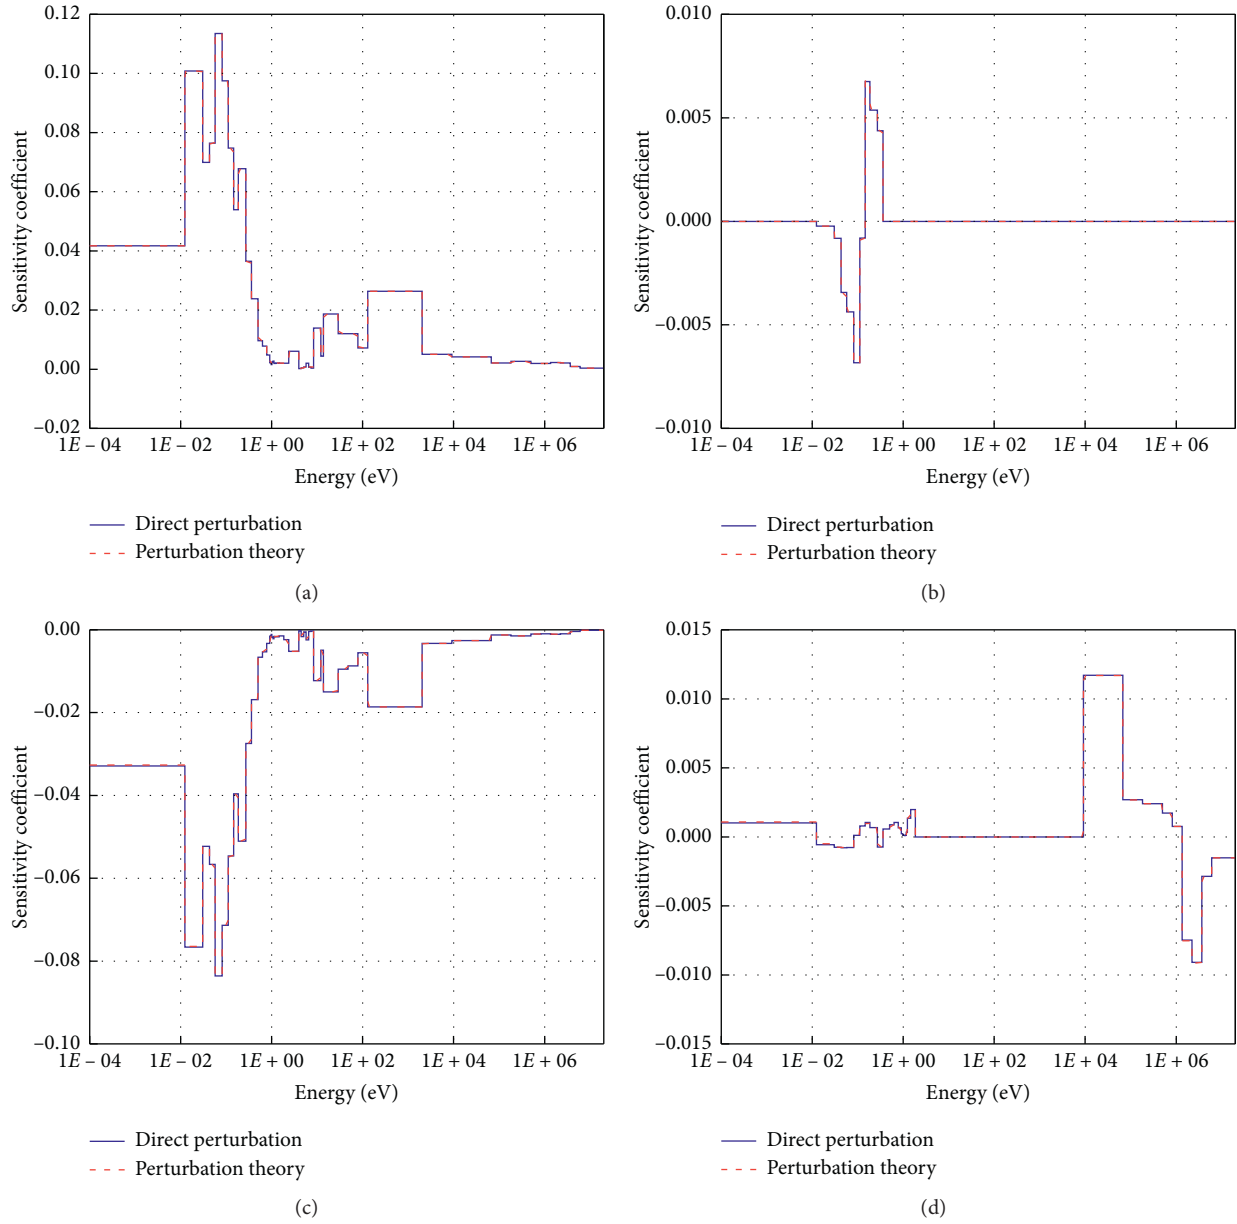 0.12
0.10
0.08
0.06
0.04
0.02
0.00
−0.02
Sensitivity coefficient
1E − 04 1E − 02 1E + 00 1E + 02 1E + 04 1E + 06
Energy (eV)
Direct perturbation
Perturbation theory
(a)
0.010
0.005
0.000
−0.005
−0.010
Sensitivity coefficient
1E − 04 1E − 02 1E + 00 1E + 02 1E + 04 1E + 06
Energy (eV)
Direct perturbation
Perturbation theory
(b)
0.00
−0.02
−0.04
−0.06
−0.08
−0.10
Sensitivity coefficient
1E − 04 1E − 02 1E + 00 1E + 02 1E + 04 1E + 06
Energy (eV)
Direct perturbation
Perturbation theory
(c)
0.015
0.010
0.005
0.000
−0.005
−0.010
−0.015
Sensitivity coefficient
1E − 04 1E − 02 1E + 00 1E + 02 1E + 04 1E + 06
Energy (eV)
Direct perturbation
Perturbation theory
(d)